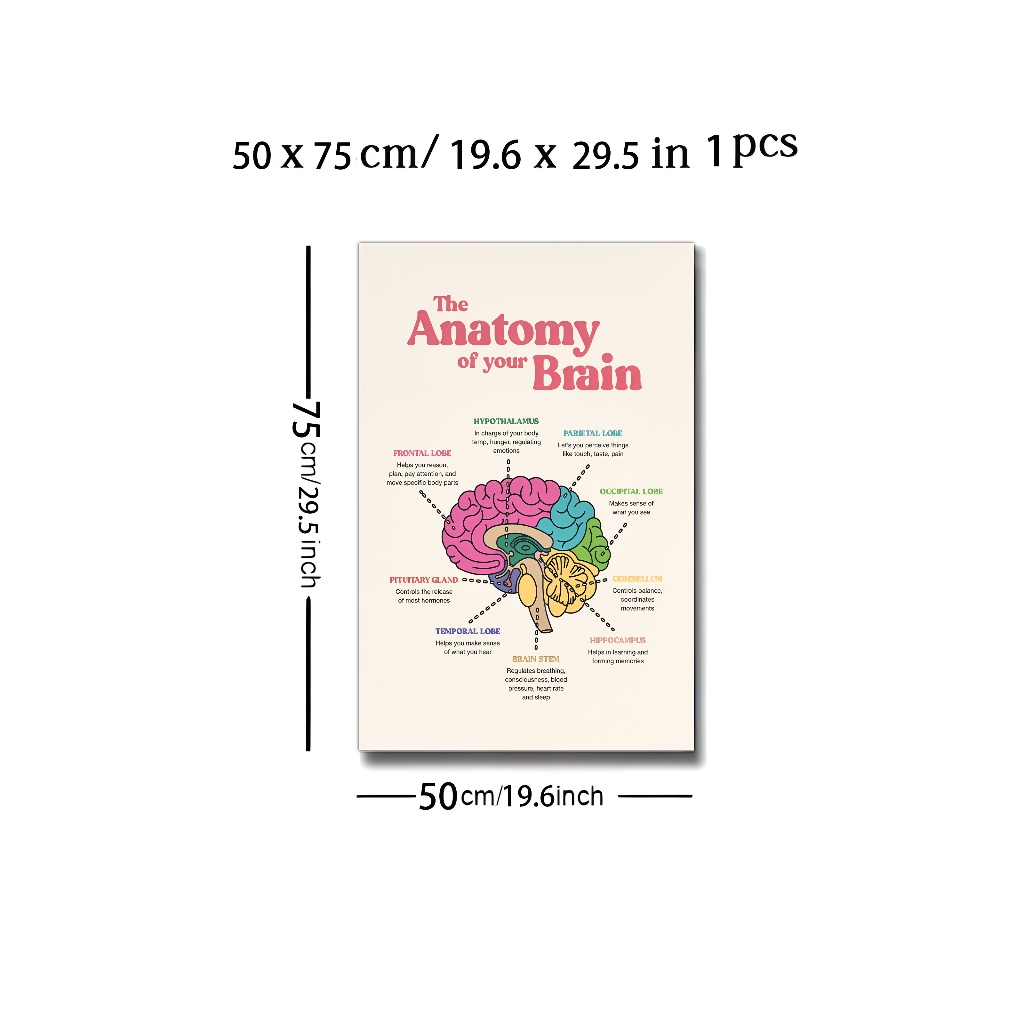 50 x 75 cm/ 19.6 x 29.5 in 1 pcs
The
Anatomy
of your Brain
HYPOTHALAMUS
In charge of your body
temp, hunger, regulating
emotions
PARIETAL LOBE
Let's you perceive things
like touch, taste, pain
FRONTAL LOBE
Helps you reason,
plan, pay attention, and
move specific body parts
OCCIPITAL LOBE
Makes sense of
what you see
PITUITARY GLAND
Controls the release
of most hormones
CEREBELLUM
Controls balance,
coordinates
movements
TEMPORAL LOBE
Helps you make sense
of what you hear
HIPPOCAMPUS
Helps in learning and
forming memories
BRAIN STEM
Regulates breathing,
consciousness, blood
pressure, heart rate
and sleep
75cm/29.5 inch
50cm/19.6inch